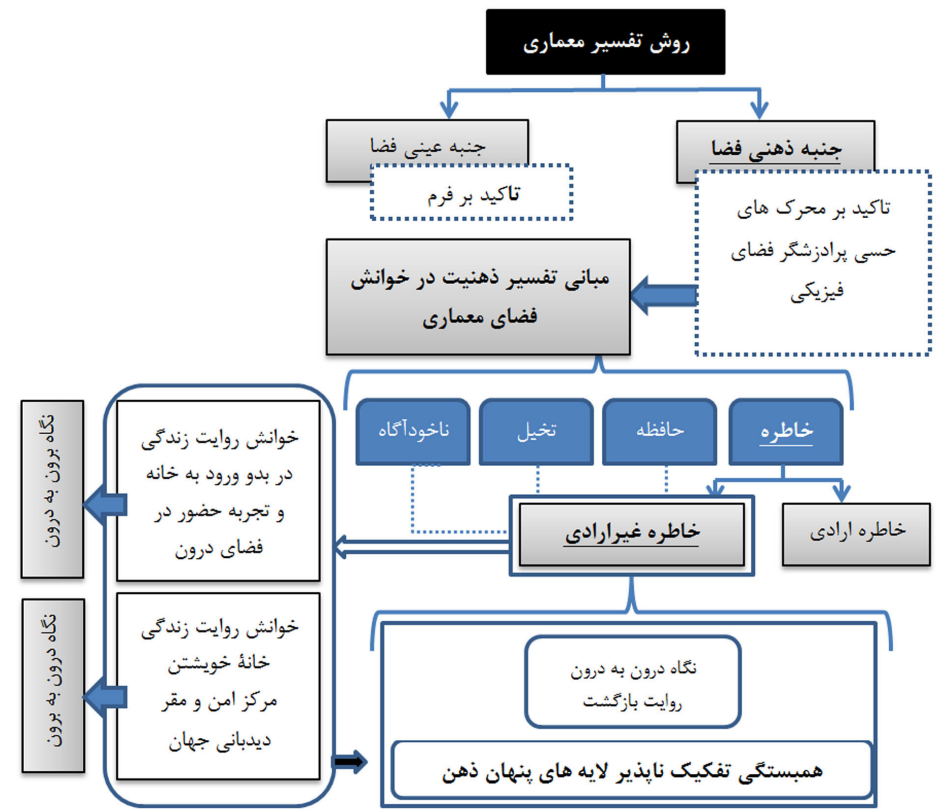 روش تفسیر معماری
جنبه ذهنی فضا
جنبه عینی فضا
تاکید بر محرک های
حسی پرادزشگر فضای
فیزیکی
تاکید بر فرم
مبانی تفسیر ذهنیت در خوانش
فضای معماری
خاطره
حافظه
تخیل
ناخودآگاه
خاطره ارادی
خاطره غیرارادی
خوانش روایت زندگی
در بدو ورود به خانه
و تجربه حضور در
فضای درون
نگاه برون به درون
خوانش روایت زندگی
خانۀ خویشتن
مرکز امن و مقر
دیدبانی جهان
نگاه درون به برون
نگاه درون به درون
روایت بازگشت
همبستگی تفکیک ناپذیر لایه های پنهان ذهن